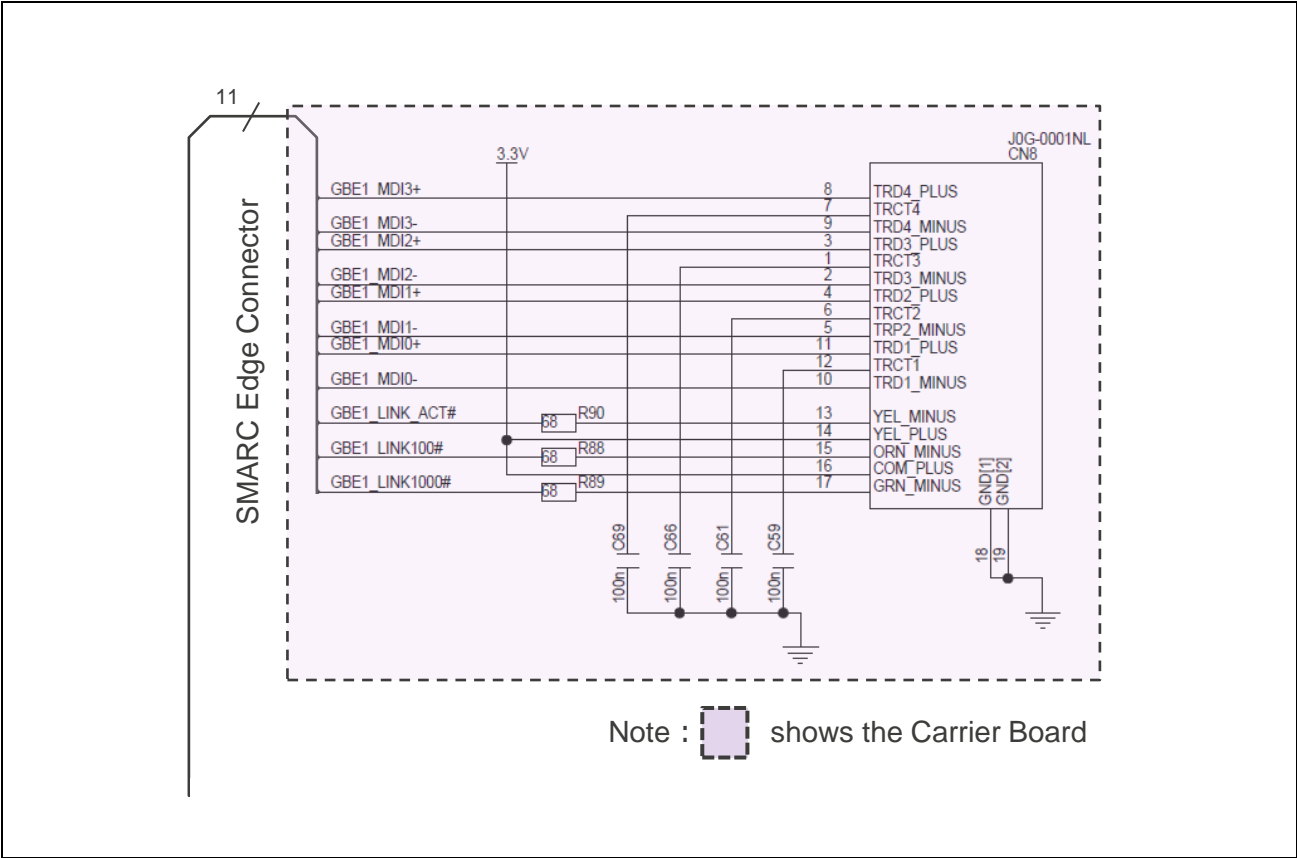 11
SMARC Edge Connector
3.3V
J0G-0001NL
CN8
GBE1_MDI3+ 8 TRD4_PLUS
7 TRCT4
GBE1_MDI3- 9 TRD4_MINUS
GBE1_MDI2+ 3 TRD3_PLUS
1 TRCT3
GBE1_MDI2- 2 TRD3_MINUS
GBE1_MDI1+ 4 TRD2_PLUS
6 TRCT2
GBE1_MDI1- 5 TRP2_MINUS
GBE1_MDI0+ 11 TRD1_PLUS
12 TRCT1
GBE1_MDI0- 10 TRD1_MINUS
GBE1_LINK_ACT# 68 R90 13 YEL_MINUS
14 YEL_PLUS
GBE1_LINK100# 68 R88 15 ORN_MINUS
16 COM_PLUS
GBE1_LINK1000# 68 R89 17 GRN_MINUS
GND[1]
GND[2]
18
19
C69
100n
C66
100n
C61
100n
C59
100n
Note : shows the Carrier Board